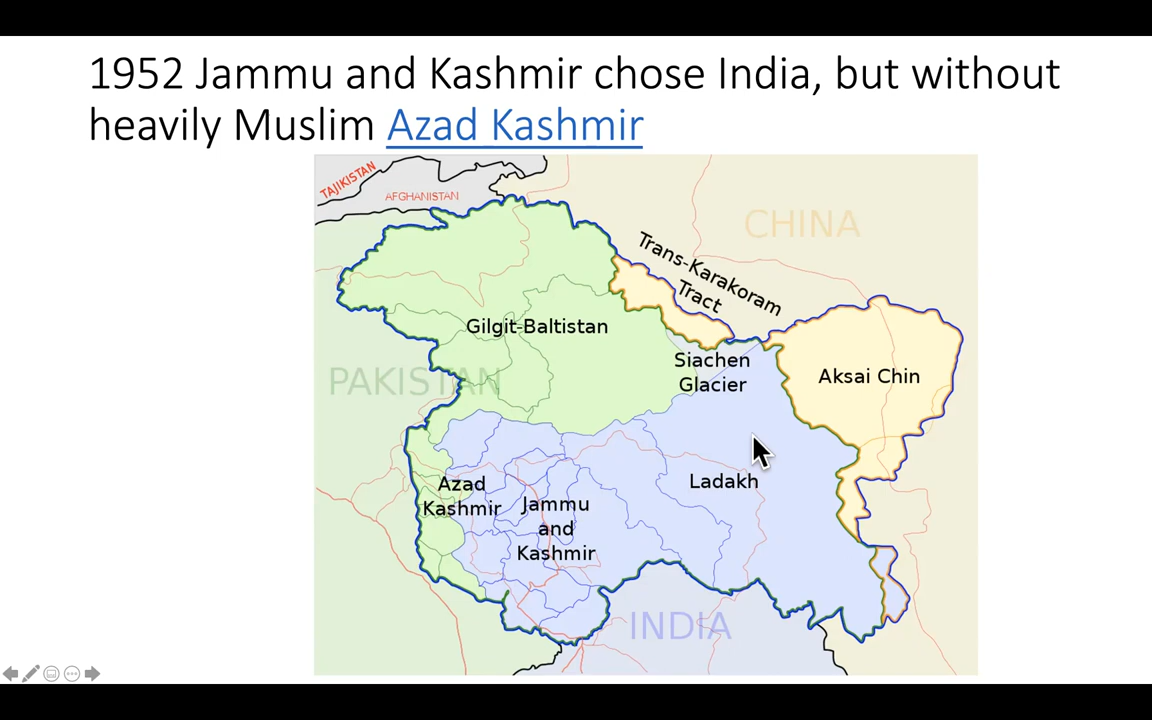 1952 Jammu and Kashmir chose India, but without
heavily Muslim Azad Kashmir
TAJIKISTAN
AFGHANISTAN
CHINA
Trans-Karakoram
Tract
Gilgit-Baltistan
Siachen
Glacier
Aksai Chin
PAKISTAN
Azad
Kashmir
Jammu
and
Kashmir
Ladakh
INDIA